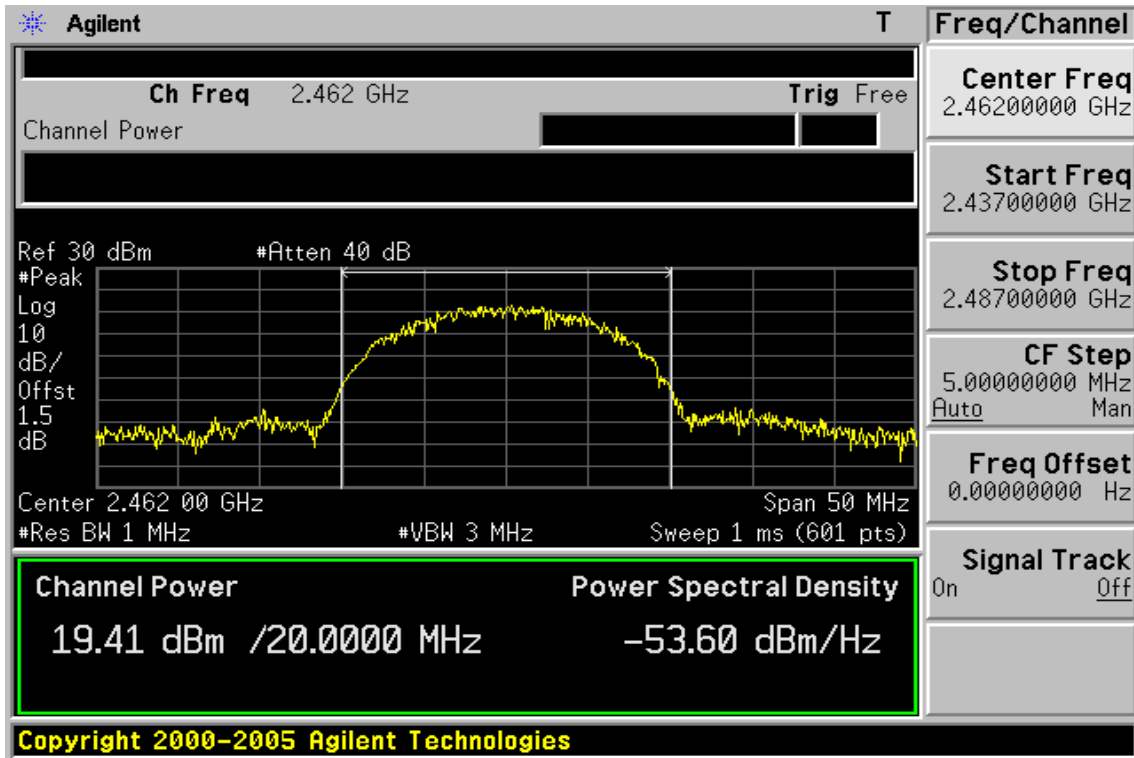 Agilent T
Freq/Channel
Ch Freq 2.462 GHz Trig Free
Channel Power
Center Freq
2.46200000 GHz
Start Freq
2.43700000 GHz
Stop Freq
2.48700000 GHz
CF Step
5.00000000 MHz
Auto Man
Freq Offset
0.00000000 Hz
Signal Track
On Off
Ref 30 dBm #Atten 40 dB
#Peak
Log
10
dB/
Offst
1.5
dB
Center 2.462 00 GHz Span 50 MHz
#Res BW 1 MHz #VBW 3 MHz Sweep 1 ms (601 pts)
Channel Power Power Spectral Density
19.41 dBm /20.0000 MHz -53.60 dBm/Hz
Copyright 2000-2005 Agilent Technologies